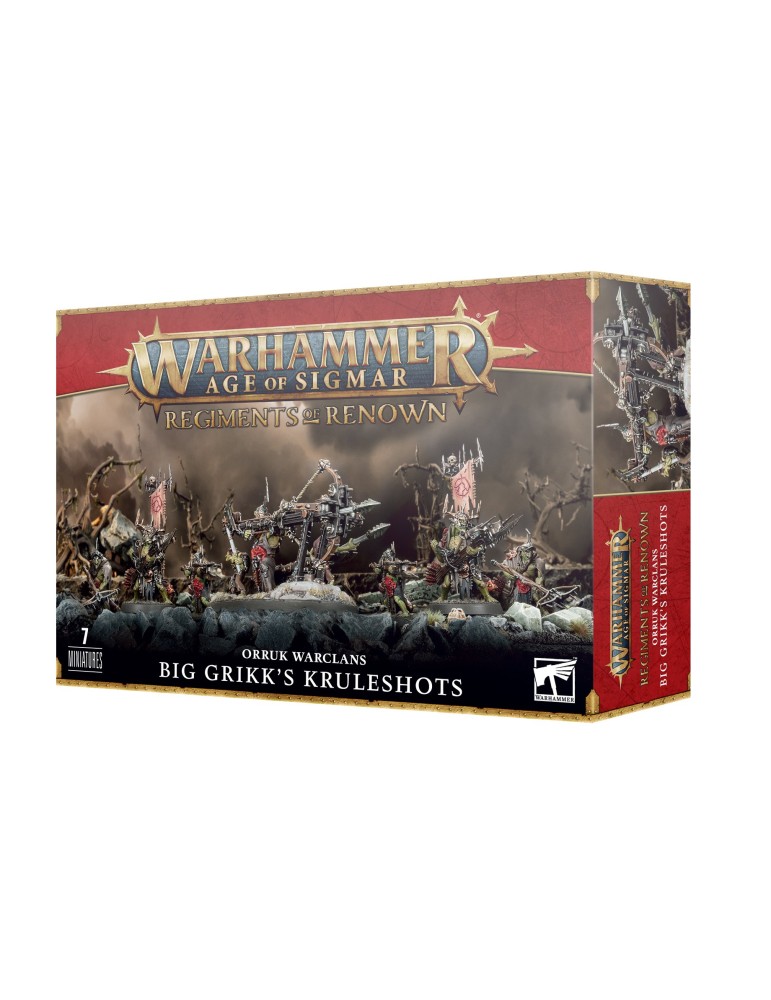 WARHAMMER
AGE OF SIGMAR
REGIMENTS OF RENOWN
7
MINIATURES
ORRUK WARCLANS
BIG GRIKK'S KRULESHOTS
WARHAMMER
WARHAMMER
AGE OF SIGMAR
REGIMENTS OF RENOWN
ORRUK WARCLANS
BIG GRIKK'S KRULESHOTS